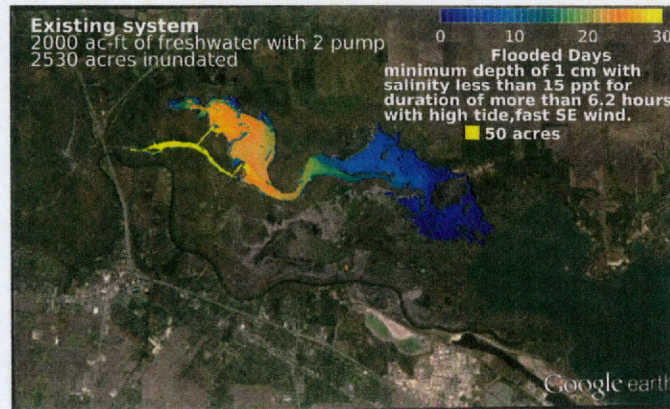 Existing system
2000 ac-ft of freshwater with 2 pump
2530 acres inundated
0 10 20 30
Flooded Days
minimum depth of 1 cm with
salinity less than 15 ppt for
duration of more than 6.2 hours
with high tide,fast SE wind.
50 acres
Google earth